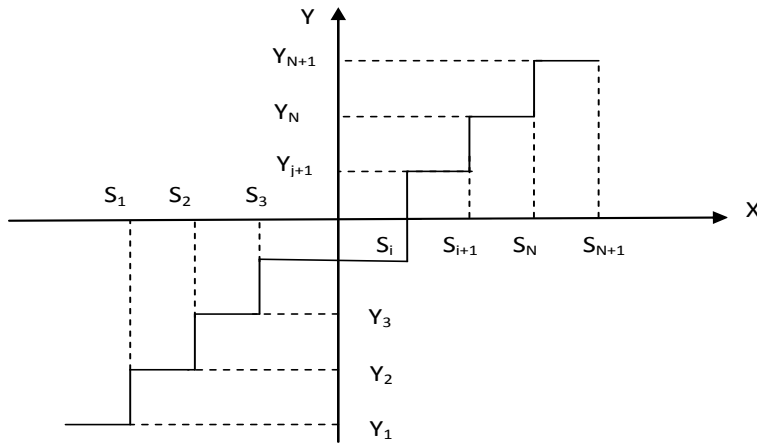 Y
Y_{N+1}
Y_N
Y_{j+1}
S_1 S_2 S_3
X
S_i S_{i+1} S_N S_{N+1}
Y_3
Y_2
Y_1